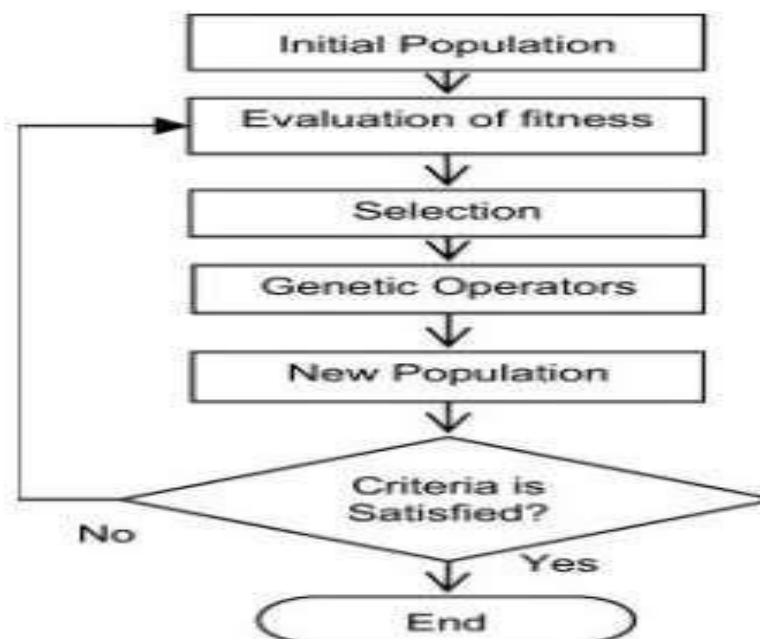 Initial Population
Evaluation of fitness
Selection
Genetic Operators
New Population
Criteria is
Satisfied?
No
Yes
End